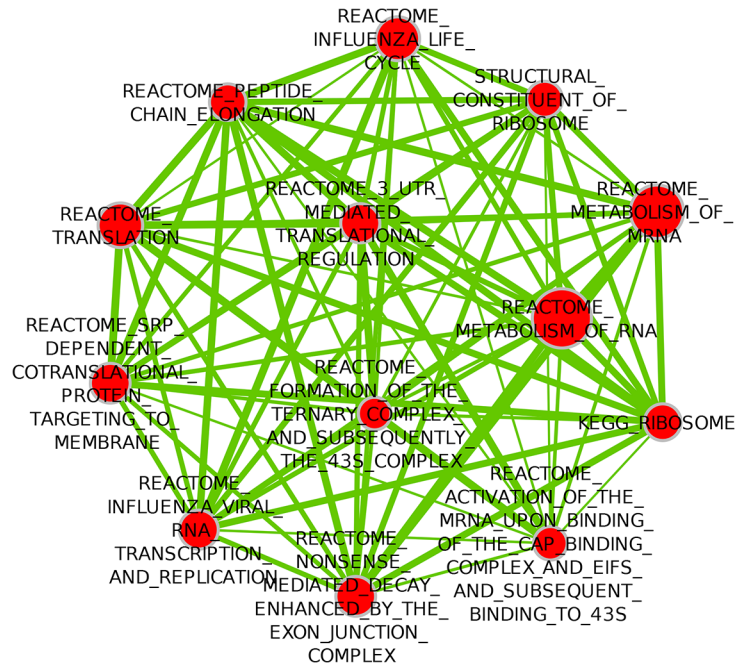 REACTOME_
INFLUENZA_LIFE_
CYCLE
STRUCTURAL_
CONSTITUENT_OF_
RIBOSOME
REACTOME_PEPTIDE_
CHAIN_ELONGATION
REACTOME_3_UTR_
MEDIATED_
TRANSLATIONAL_
REGULATION
REACTOME_
METABOLISM_OF_
MRNA
REACTOME_
TRANSLATION
REACTOME_
METABOLISM_OF_RNA
REACTOME_SRP_
DEPENDENT_
COTRANSLATIONAL_
PROTEIN_
TARGETING_TO_
MEMBRANE
REACTOME_
FORMATION_OF_THE_
TERNARY_COMPLEX_
AND_SUBSEQUENTLY_
THE_43S_COMPLEX
KEGG_RIBOSOME
REACTOME_
INFLUENZA_VIRAL_
RNA_
TRANSCRIPTION_
AND_REPLICATION
REACTOME_
NONSENSE_
MEDIATED_DECAY_
ENHANCED_BY_THE_
EXON_JUNCTION_
COMPLEX
REACTOME_
ACTIVATION_OF_THE_
MRNA_UPON_BINDING_
OF_THE_CAP_BINDING_
COMPLEX_AND_EIFS_
AND_SUBSEQUENT_
BINDING_TO_43S